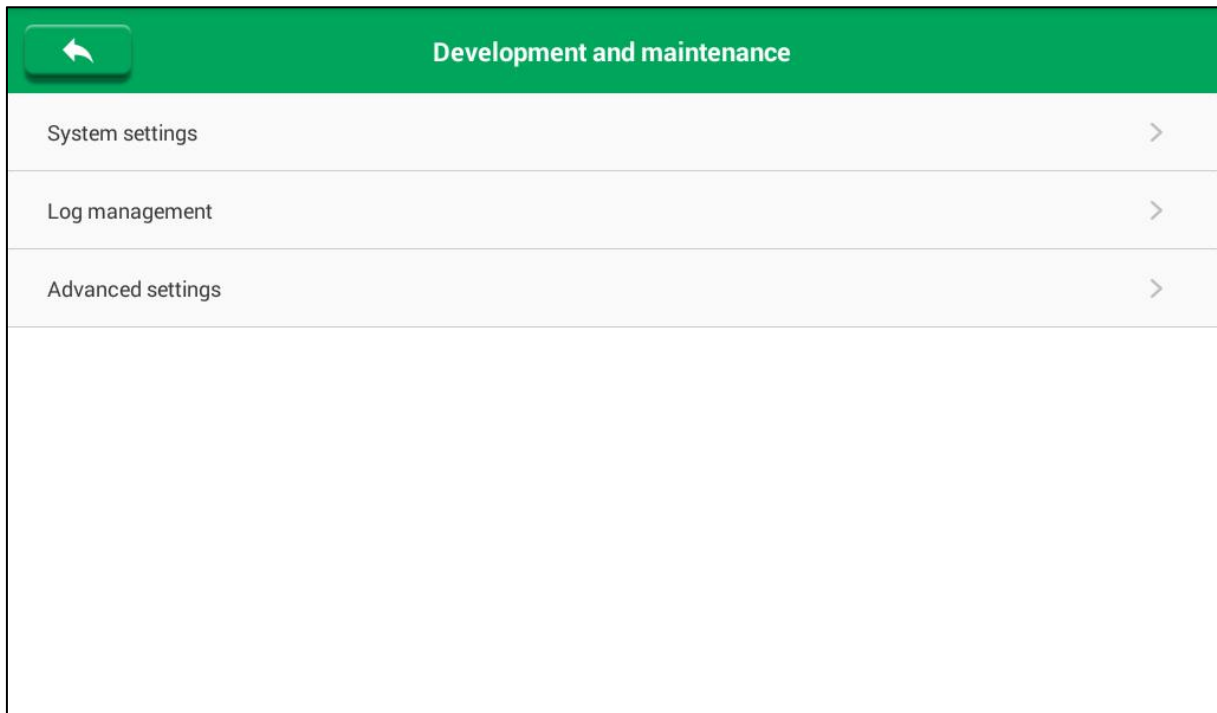 Development and maintenance
System settings
Log management
Advanced settings